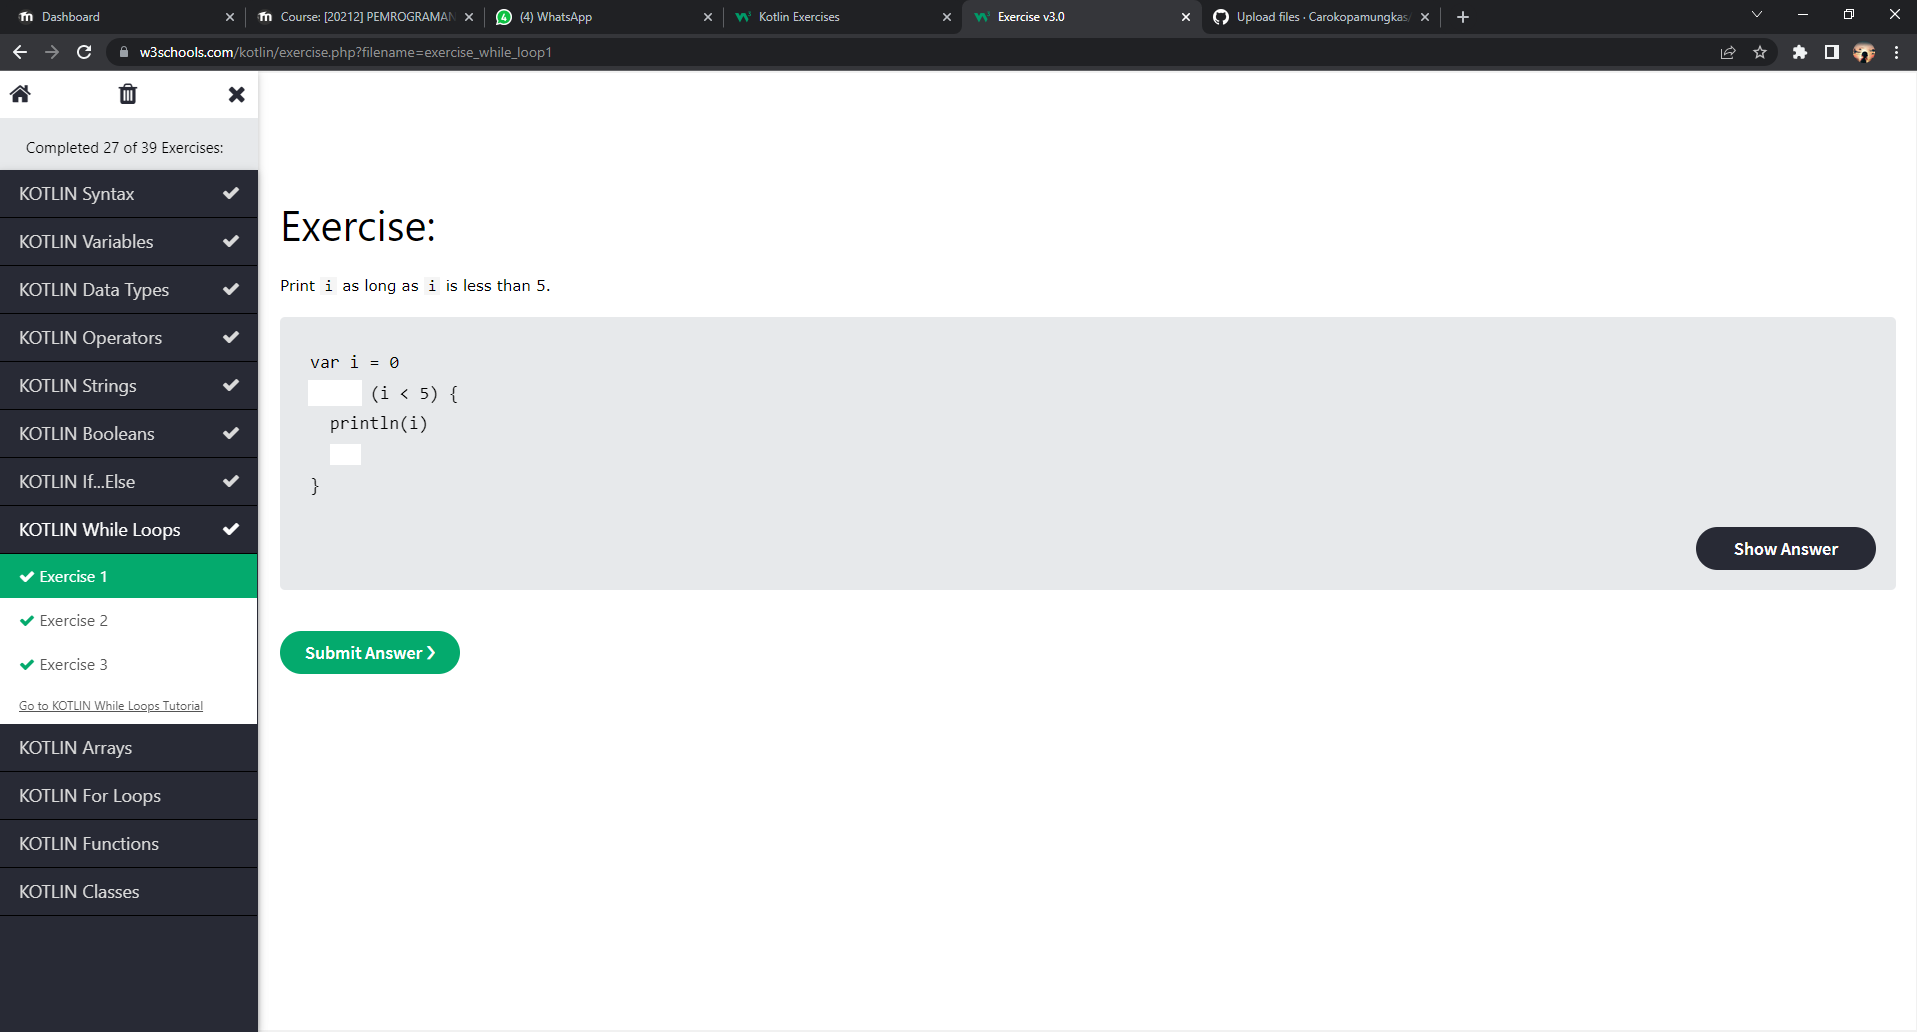 Dashboard
Course: [20212] PEMROGRAMAN
(4) WhatsApp
Kotlin Exercises
Exercise v3.0
Upload files · Carokopamungkas/
w3schools.com/kotlin/exercise.php?filename=exercise_while_loop1
Completed 27 of 39 Exercises:
KOTLIN Syntax
KOTLIN Variables
KOTLIN Data Types
KOTLIN Operators
KOTLIN Strings
KOTLIN Booleans
KOTLIN If...Else
KOTLIN While Loops
Exercise 1
Exercise 2
Exercise 3
Go to KOTLIN While Loops Tutorial
KOTLIN Arrays
KOTLIN For Loops
KOTLIN Functions
KOTLIN Classes
Exercise:
Print i as long as i is less than 5.
var i = 0
(i < 5) {
println(i)
}
Show Answer
Submit Answer ❯